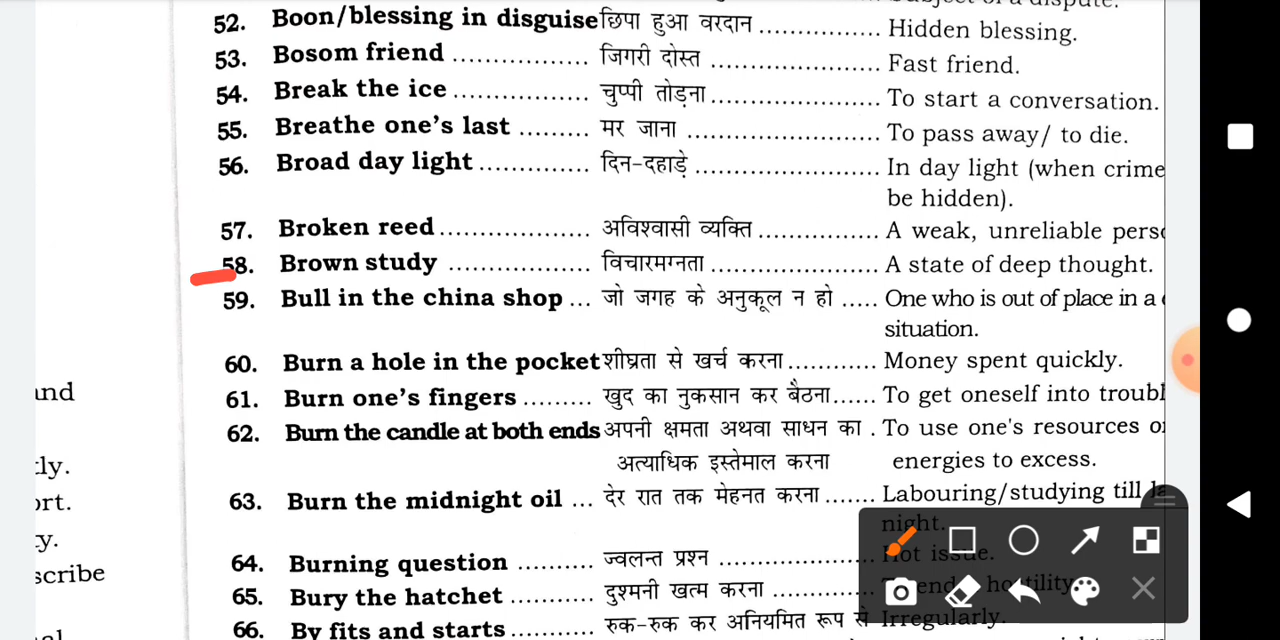 52. Boon/blessing in disguise छिपा हुआ वरदान ............... Hidden blessing.
53. Bosom friend ................. जिगरी दोस्त ..................... Fast friend.
54. Break the ice ................. चुप्पी तोड़ना ..................... To start a conversation.
55. Breathe one's last ......... मर जाना ........................ To pass away/ to die.
56. Broad day light .............. दिन-दहाड़े ....................... In day light (when crime
be hidden).
57. Broken reed ................... अविश्वासी व्यक्ति ............... A weak, unreliable
58. Brown study .................. विचारमग्नता ..................... A state of deep thought.
59. Bull in the china shop ... जो जगह के अनुकूल न हो ..... One who is out of place in a
situation.
60. Burn a hole in the pocket शीघ्रता से खर्च करना ........... Money spent quickly.
and
61. Burn one's fingers ......... खुद का नुकसान कर बैठना ...... To get oneself into
62. Burn the candle at both ends अपनी क्षमता अथवा साधन का . To use one's resources
अत्याधिक इस्तेमाल करना energies to excess.
63. Burn the midnight oil ... देर रात तक मेहनत करना ....... Labouring/studying till
night.
64. Burning question .......... ज्वलन्त प्रश्न ..................... Hot issue.
scribe
65. Bury the hatchet ........... दुश्मनी खत्म करना ............. hostility
66. By fits and starts ........... रुक-रुक कर अनियमित रूप से Irregularly.